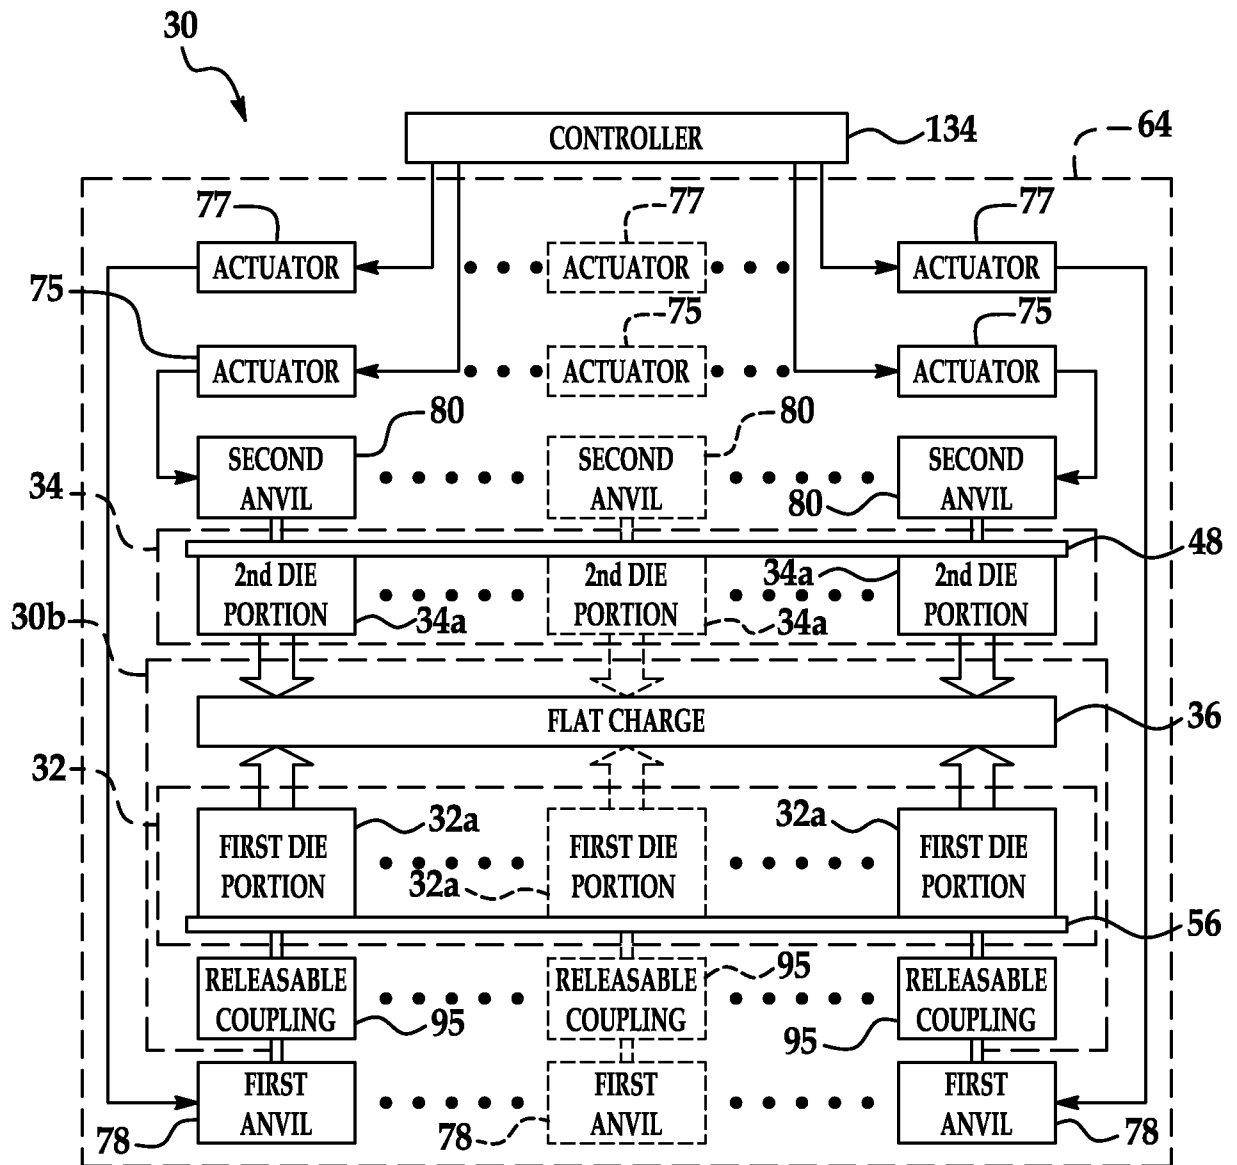 30
CONTROLLER
134
64
77
77
77
ACTUATOR
ACTUATOR
ACTUATOR
75
75
75
ACTUATOR
ACTUATOR
ACTUATOR
80
80
SECOND
ANVIL
SECOND
ANVIL
SECOND
ANVIL
80
34
48
2nd DIE
PORTION
2nd DIE
PORTION
34a
2nd DIE
PORTION
34a
34a
30b
FLAT CHARGE
36
32
32a
32a
FIRST DIE
PORTION
FIRST DIE
PORTION
FIRST DIE
PORTION
32a
56
95
RELEASABLE
COUPLING
RELEASABLE
COUPLING
RELEASABLE
COUPLING
95
95
FIRST
ANVIL
FIRST
ANVIL
FIRST
ANVIL
78
78
78